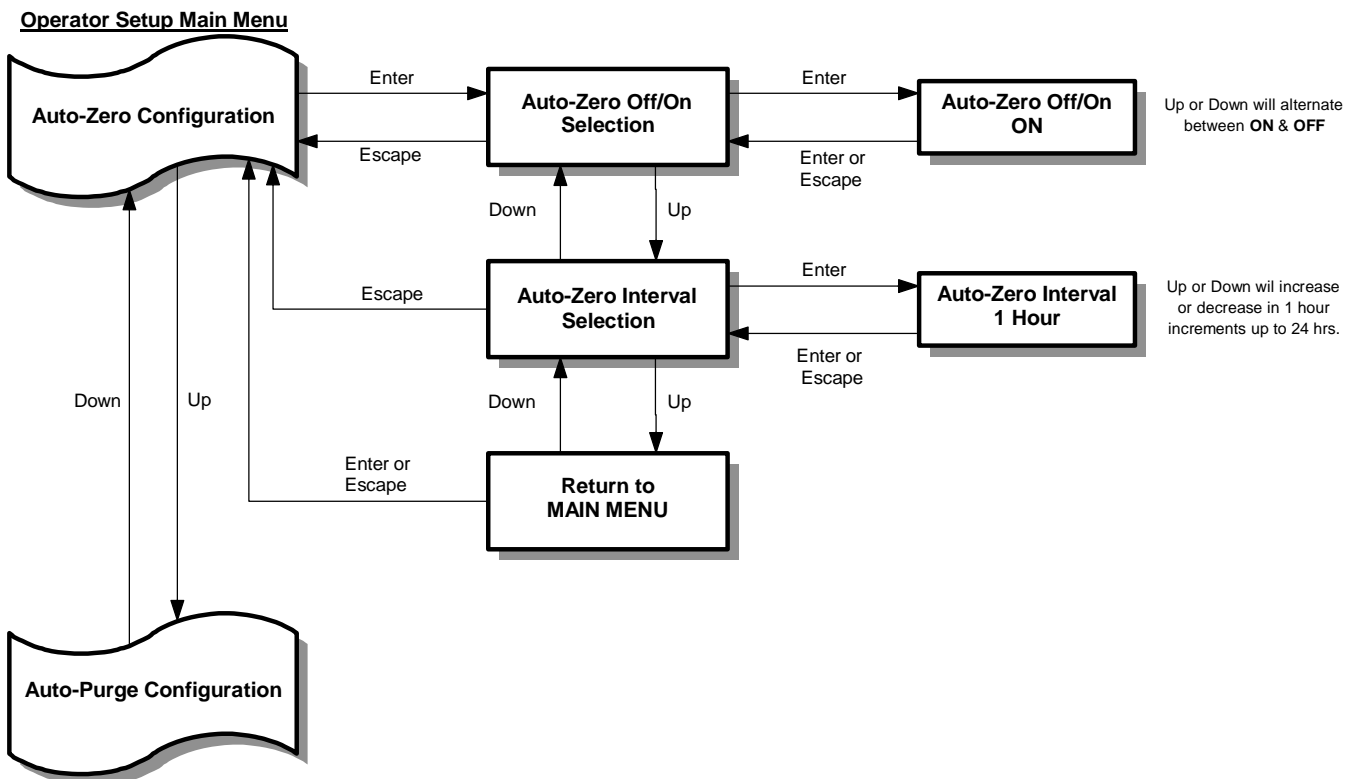 Operator Setup Main Menu
Auto-Zero Configuration
Enter
Escape
Auto-Zero Off/On
Selection
Enter
Enter or
Escape
Auto-Zero Off/On
ON
Up or Down will alternate
between ON & OFF
Down
Up
Escape
Auto-Zero Interval
Selection
Enter
Enter or
Escape
Auto-Zero Interval
1 Hour
Up or Down wil increase
or decrease in 1 hour
increments up to 24 hrs.
Down
Up
Down
Up
Enter or
Escape
Return to
MAIN MENU
Auto-Purge Configuration